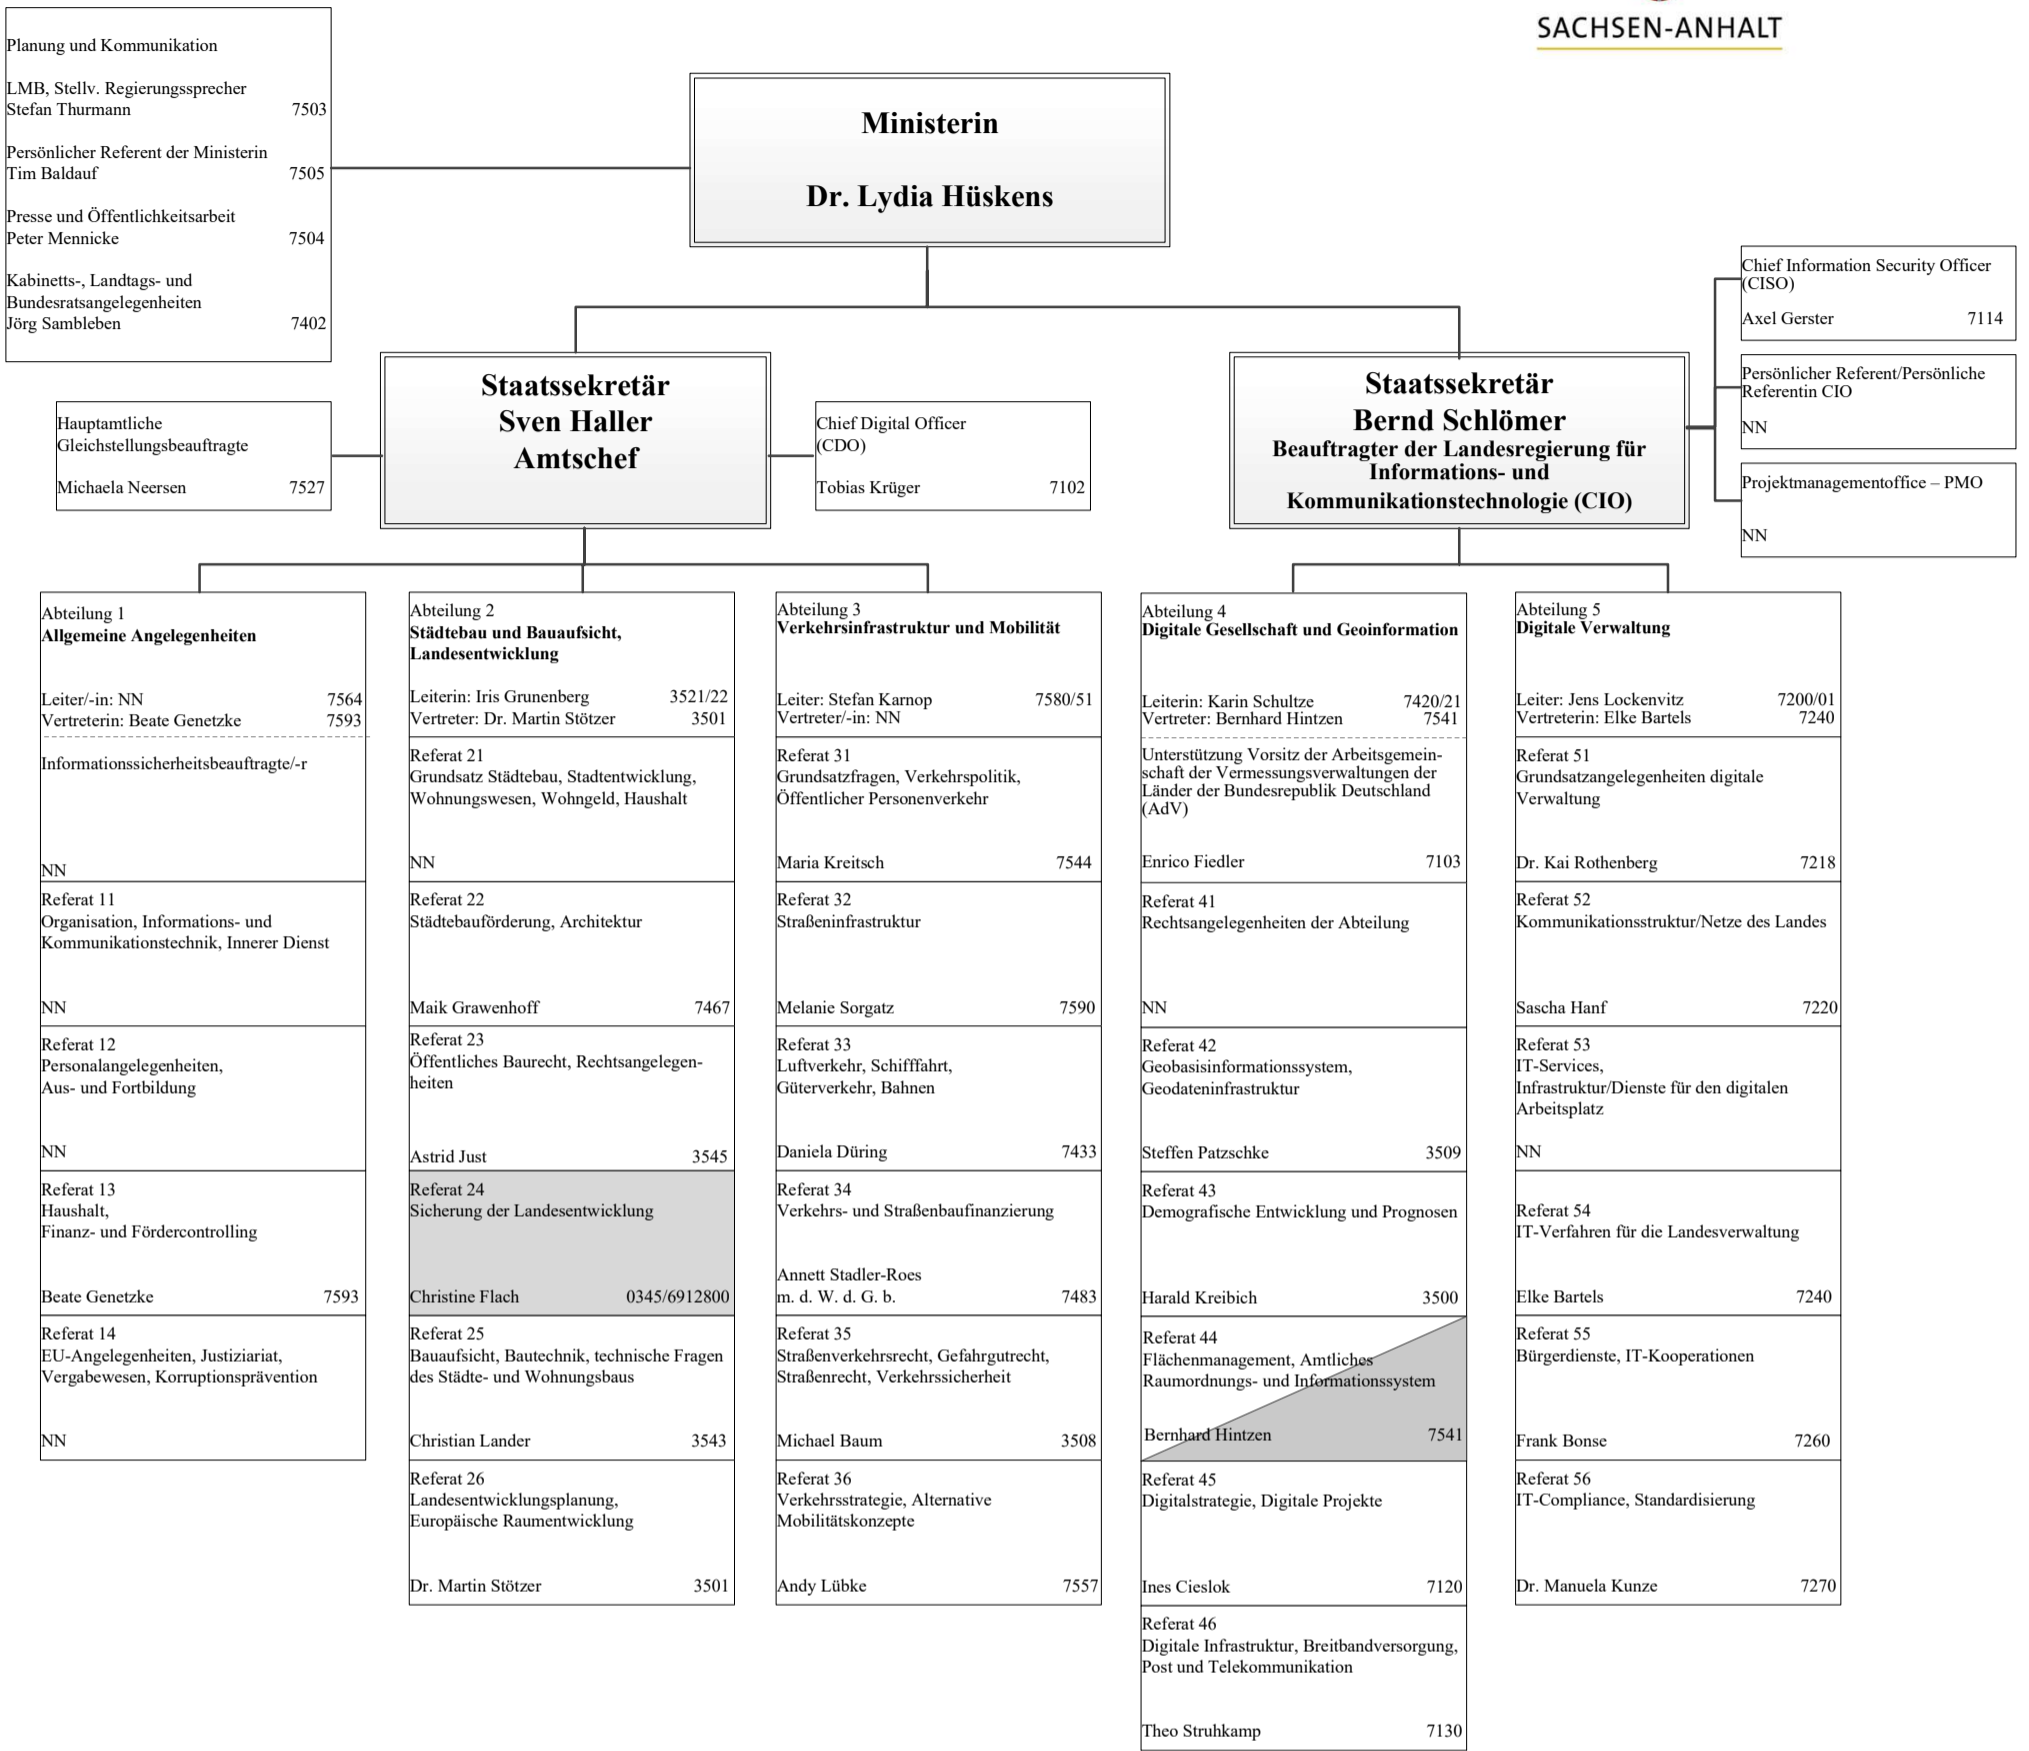 SACHSEN-ANHALT
Planung und Kommunikation
LMB, Stellv. Regierungssprecher
Stefan Thurmann 7503
Persönlicher Referent der Ministerin
Tim Baldauf 7505
Presse und Öffentlichkeitsarbeit
Peter Mennicke 7504
Kabinetts-, Landtags- und
Bundesratsangelegenheiten
Jörg Sambleben 7402
Ministerin
Dr. Lydia Hüskens
Hauptamtliche
Gleichstellungsbeauftragte
Michaela Neersen 7527
Staatssekretär
Sven Haller
Amtschef
Chief Digital Officer
(CDO)
Tobias Krüger 7102
Staatssekretär
Bernd Schlömer
Beauftragter der Landesregierung für
Informations- und
Kommunikationstechnologie (CIO)
Chief Information Security Officer
(CISO)
Axel Gerster 7114
Persönlicher Referent/Persönliche
Referentin CIO
NN
Projektmanagementoffice – PMO
NN
Abteilung 1
Allgemeine Angelegenheiten
Leiter/-in: NN 7564
Vertreterin: Beate Genetzke 7593
Informationssicherheitsbeauftragte/-r
NN
Referat 11
Organisation, Informations- und
Kommunikationstechnik, Innerer Dienst
NN
Referat 12
Personalangelegenheiten,
Aus- und Fortbildung
NN
Referat 13
Haushalt,
Finanz- und Fördercontrolling
Beate Genetzke 7593
Referat 14
EU-Angelegenheiten, Justiziariat,
Vergabewesen, Korruptionsprävention
NN
Abteilung 2
Städtebau und Bauaufsicht,
Landesentwicklung
Leiterin: Iris Grunenberg 3521/22
Vertreter: Dr. Martin Stötzer 3501
Referat 21
Grundsatz Städtebau, Stadtentwicklung,
Wohnungswesen, Wohngeld, Haushalt
NN
Referat 22
Städtebauförderung, Architektur
Maik Grawenhoff 7467
Referat 23
Öffentliches Baurecht, Rechtsangelegen-
heiten
Astrid Just 3545
Referat 24
Sicherung der Landesentwicklung
Christine Flach 0345/6912800
Referat 25
Bauaufsicht, Bautechnik, technische Fragen
des Städte- und Wohnungsbaus
Christian Lander 3543
Referat 26
Landesentwicklungsplanung,
Europäische Raumentwicklung
Dr. Martin Stötzer 3501
Abteilung 3
Verkehrsinfrastruktur und Mobilität
Leiter: Stefan Karnop 7580/51
Vertreter/-in: NN
Referat 31
Grundsatzfragen, Verkehrspolitik,
Öffentlicher Personenverkehr
Maria Kreitsch 7544
Referat 32
Straßeninfrastruktur
Melanie Sorgatz 7590
Referat 33
Luftverkehr, Schifffahrt,
Güterverkehr, Bahnen
Daniela Düring 7433
Referat 34
Verkehrs- und Straßenbaufinanzierung
Annett Stadler-Roes
m. d. W. d. G. b. 7483
Referat 35
Straßenverkehrsrecht, Gefahrgutrecht,
Straßenrecht, Verkehrssicherheit
Michael Baum 3508
Referat 36
Verkehrsstrategie, Alternative
Mobilitätskonzepte
Andy Lübke 7557
Abteilung 4
Digitale Gesellschaft und Geoinformation
Leiterin: Karin Schultze 7420/21
Vertreter: Bernhard Hintzen 7541
Unterstützung Vorsitz der Arbeitsgemein-
schaft der Vermessungsverwaltungen der
Länder der Bundesrepublik Deutschland
(AdV)
Enrico Fiedler 7103
Referat 41
Rechtsangelegenheiten der Abteilung
NN
Referat 42
Geobasisinformationssystem,
Geodateninfrastruktur
Steffen Patzschke 3509
Referat 43
Demografische Entwicklung und Prognosen
Harald Kreibich 3500
Referat 44
Flächenmanagement, Amtliches
Raumordnungs- und Informationssystem
Bernhard Hintzen 7541
Referat 45
Digitalstrategie, Digitale Projekte
Ines Cieslok 7120
Referat 46
Digitale Infrastruktur, Breitbandversorgung,
Post und Telekommunikation
Theo Struhkamp 7130
Abteilung 5
Digitale Verwaltung
Leiter: Jens Lockenvitz 7200/01
Vertreterin: Elke Bartels 7240
Referat 51
Grundsatzangelegenheiten digitale
Verwaltung
Dr. Kai Rothenberg 7218
Referat 52
Kommunikationsstruktur/Netze des Landes
Sascha Hanf 7220
Referat 53
IT-Services,
Infrastruktur/Dienste für den digitalen
Arbeitsplatz
NN
Referat 54
IT-Verfahren für die Landesverwaltung
Elke Bartels 7240
Referat 55
Bürgerdienste, IT-Kooperationen
Frank Bonse 7260
Referat 56
IT-Compliance, Standardisierung
Dr. Manuela Kunze 7270